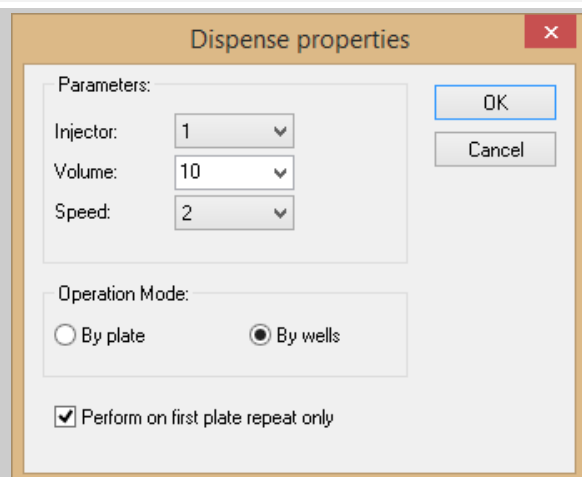 Dispense properties
Parameters:
OK
Injector: 1
Cancel
Volume: 10
Speed: 2
Operation Mode:
By plate By wells
Perform on first plate repeat only